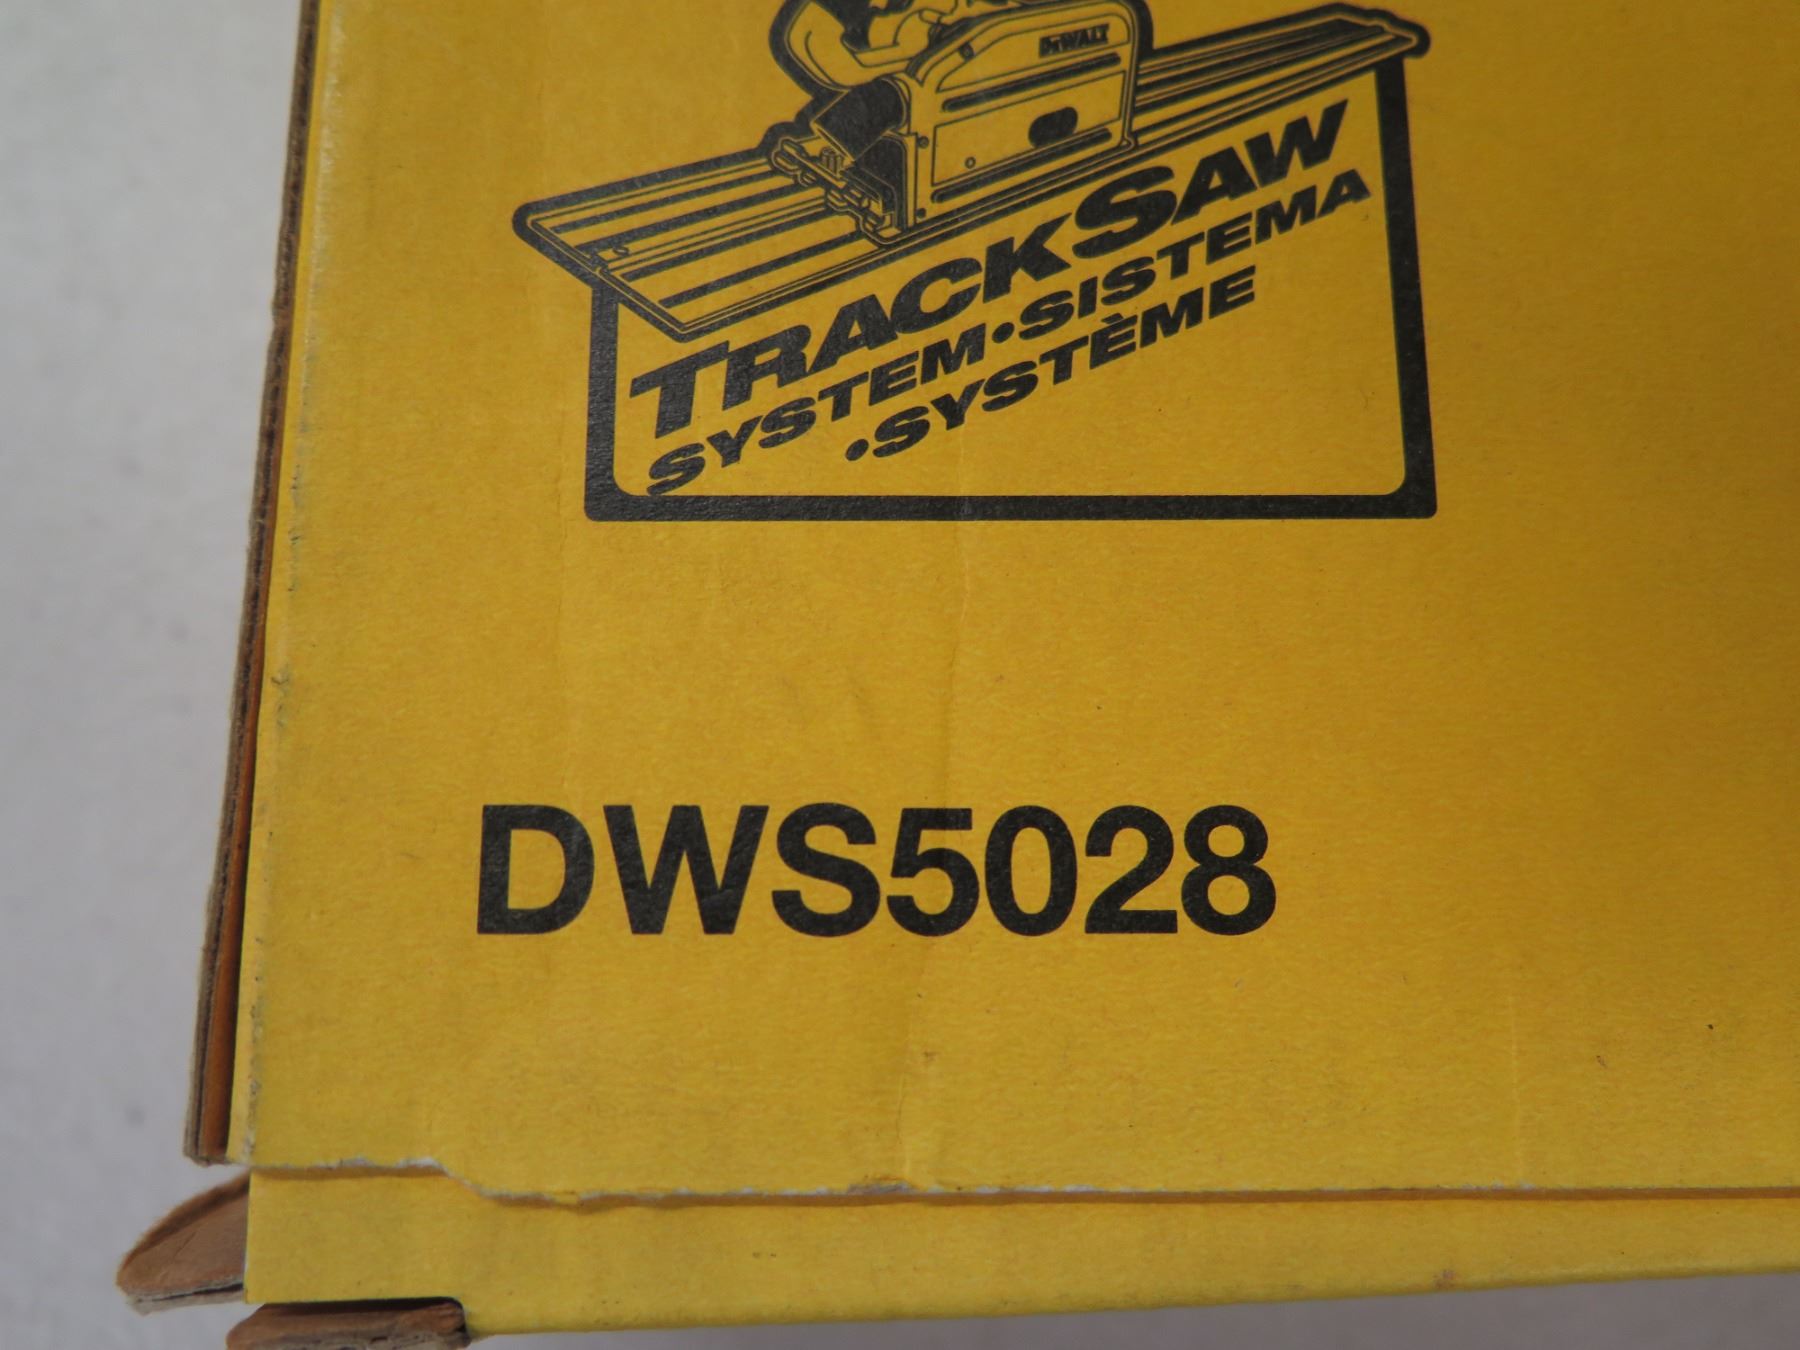 DEWALT
TRACKSAW
SYSTEM•SISTEMA
•SYSTÈME
DWS5028